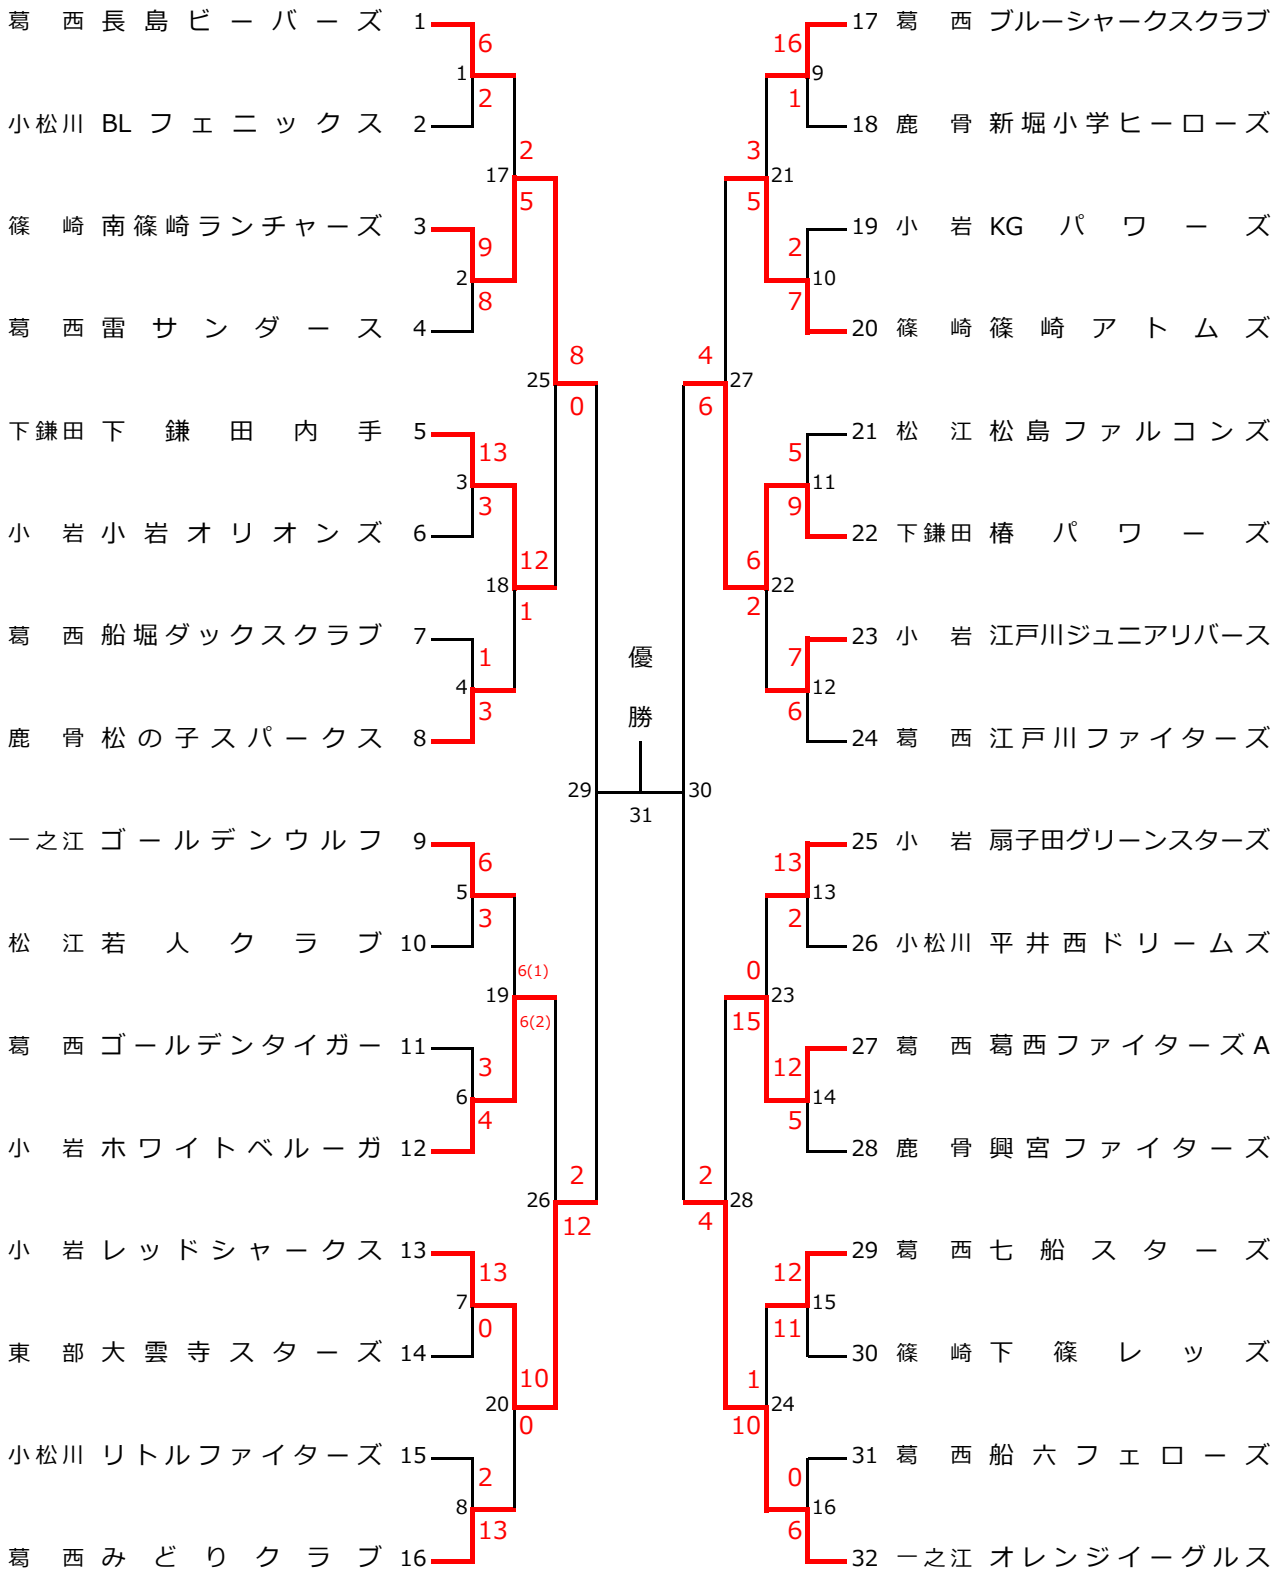 葛西 長島ビーバーズ 1
6
1
2
小松川 BLフェニックス 2
2
17
5
篠崎 南篠崎ランチャーズ 3
9
2
8
葛西 雷サンダース 4
8
25
0
下鎌田 下鎌田内手 5
13
3
3
小岩 小岩オリオンズ 6
12
18
1
葛西 船堀ダックスクラブ 7
1
4
3
鹿骨 松の子スパークス 8
29
一之江 ゴールデンウルフ 9
6
5
3
松江 若人クラブ 10
6(1)
19
6(2)
葛西 ゴールデンタイガー 11
3
6
4
小岩 ホワイトベルーガ 12
2
26
12
小岩 レッドシャークス 13
13
7
0
東部 大雲寺スターズ 14
10
20
0
小松川 リトルファイターズ 15
2
8
13
葛西 みどりクラブ 16
優
勝
31
17 葛西 ブルーシャークスクラブ
16
9
1
18 鹿骨 新堀小学ヒーローズ
3
21
5
19 小岩 KGパワーズ
2
10
7
20 篠崎 篠崎アトムズ
4
27
6
21 松江 松島ファルコンズ
5
11
9
22 下鎌田 椿パワーズ
6
22
2
23 小岩 江戸川ジュニアリバース
7
12
6
24 葛西 江戸川ファイターズ
30
25 小岩 扇子田グリーンスターズ
13
13
2
26 小松川 平井西ドリームズ
0
23
15
27 葛西 葛西ファイターズA
12
14
5
28 鹿骨 興宮ファイターズ
2
28
4
29 葛西 七船スターズ
12
15
11
30 篠崎 下篠レッズ
1
24
10
31 葛西 船六フェローズ
0
16
6
32 一之江 オレンジイーグルス